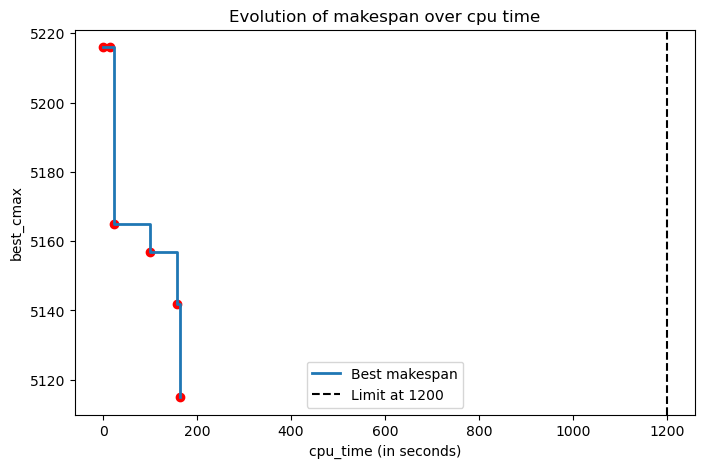 Evolution of makespan over cpu time
best_cmax
5220
5200
5180
5160
5140
5120
Best makespan
Limit at 1200
0 200 400 600 800 1000 1200
cpu_time (in seconds)